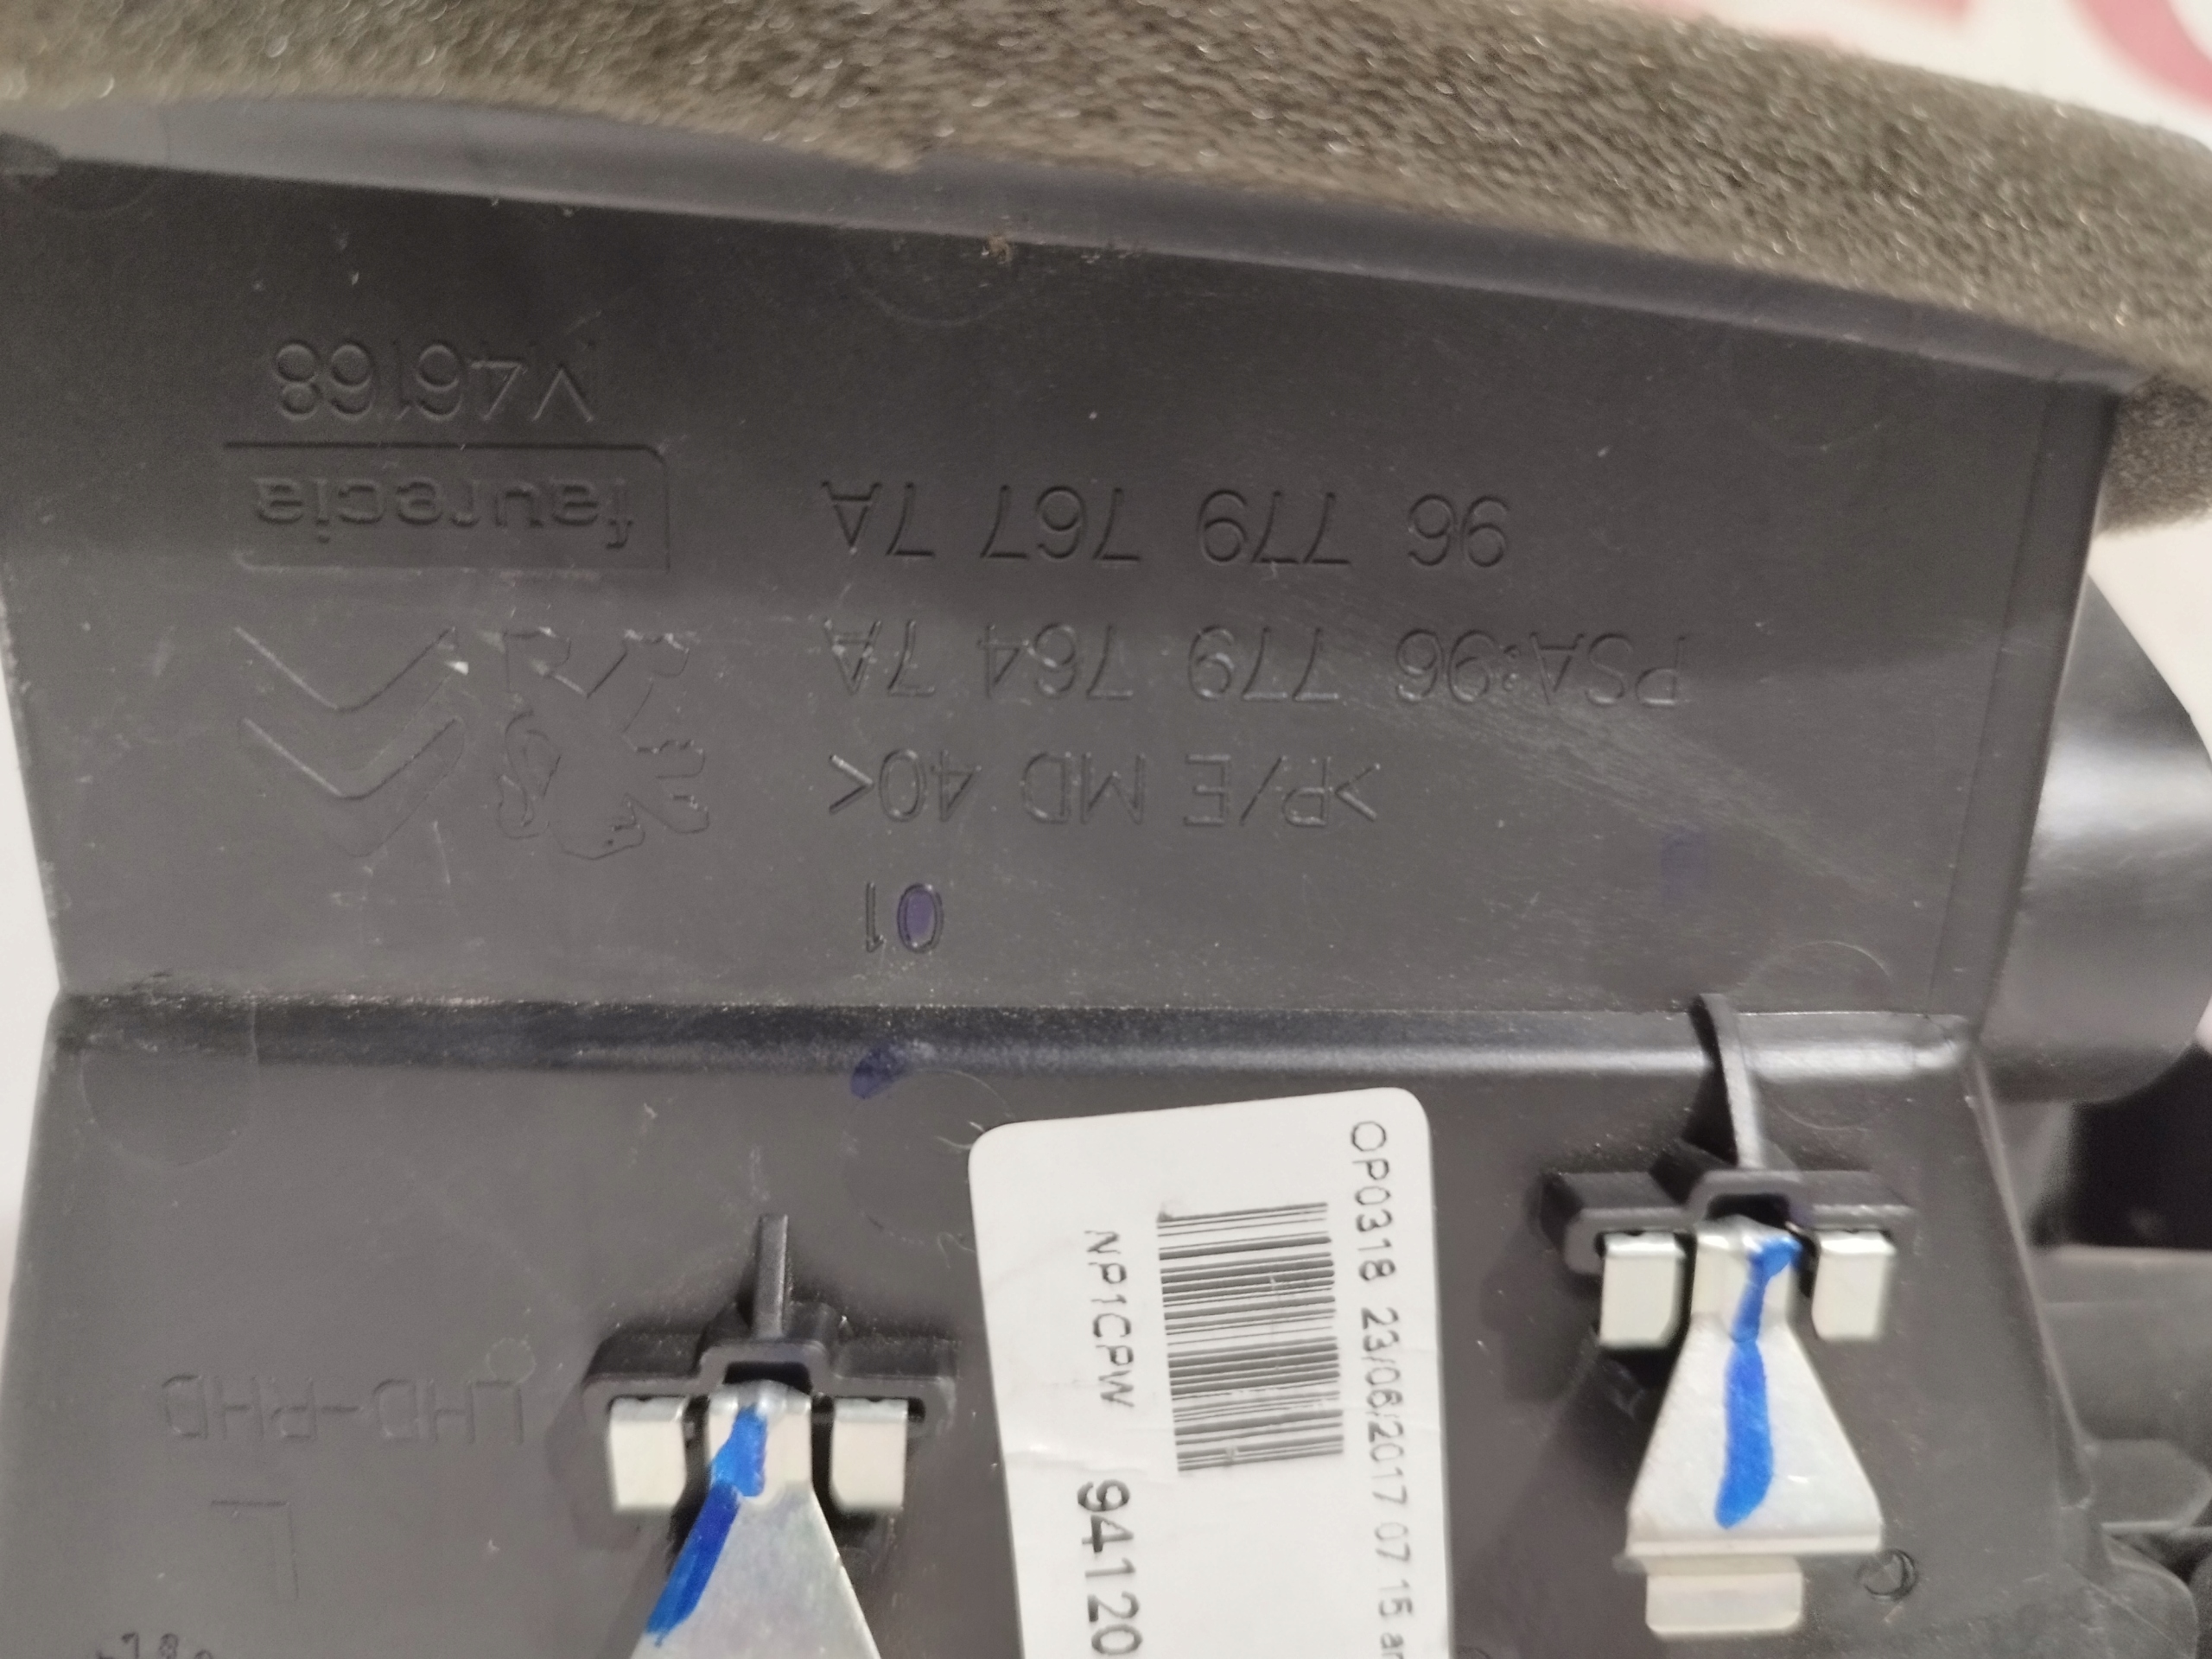 L
LHD-RHD
01
>P/E MD 40<
PSA:96 779 764 7A
96 779 767 7A
faurecia
V46168
OP0318 23/06/2017 07 15
NP1CPW 94120